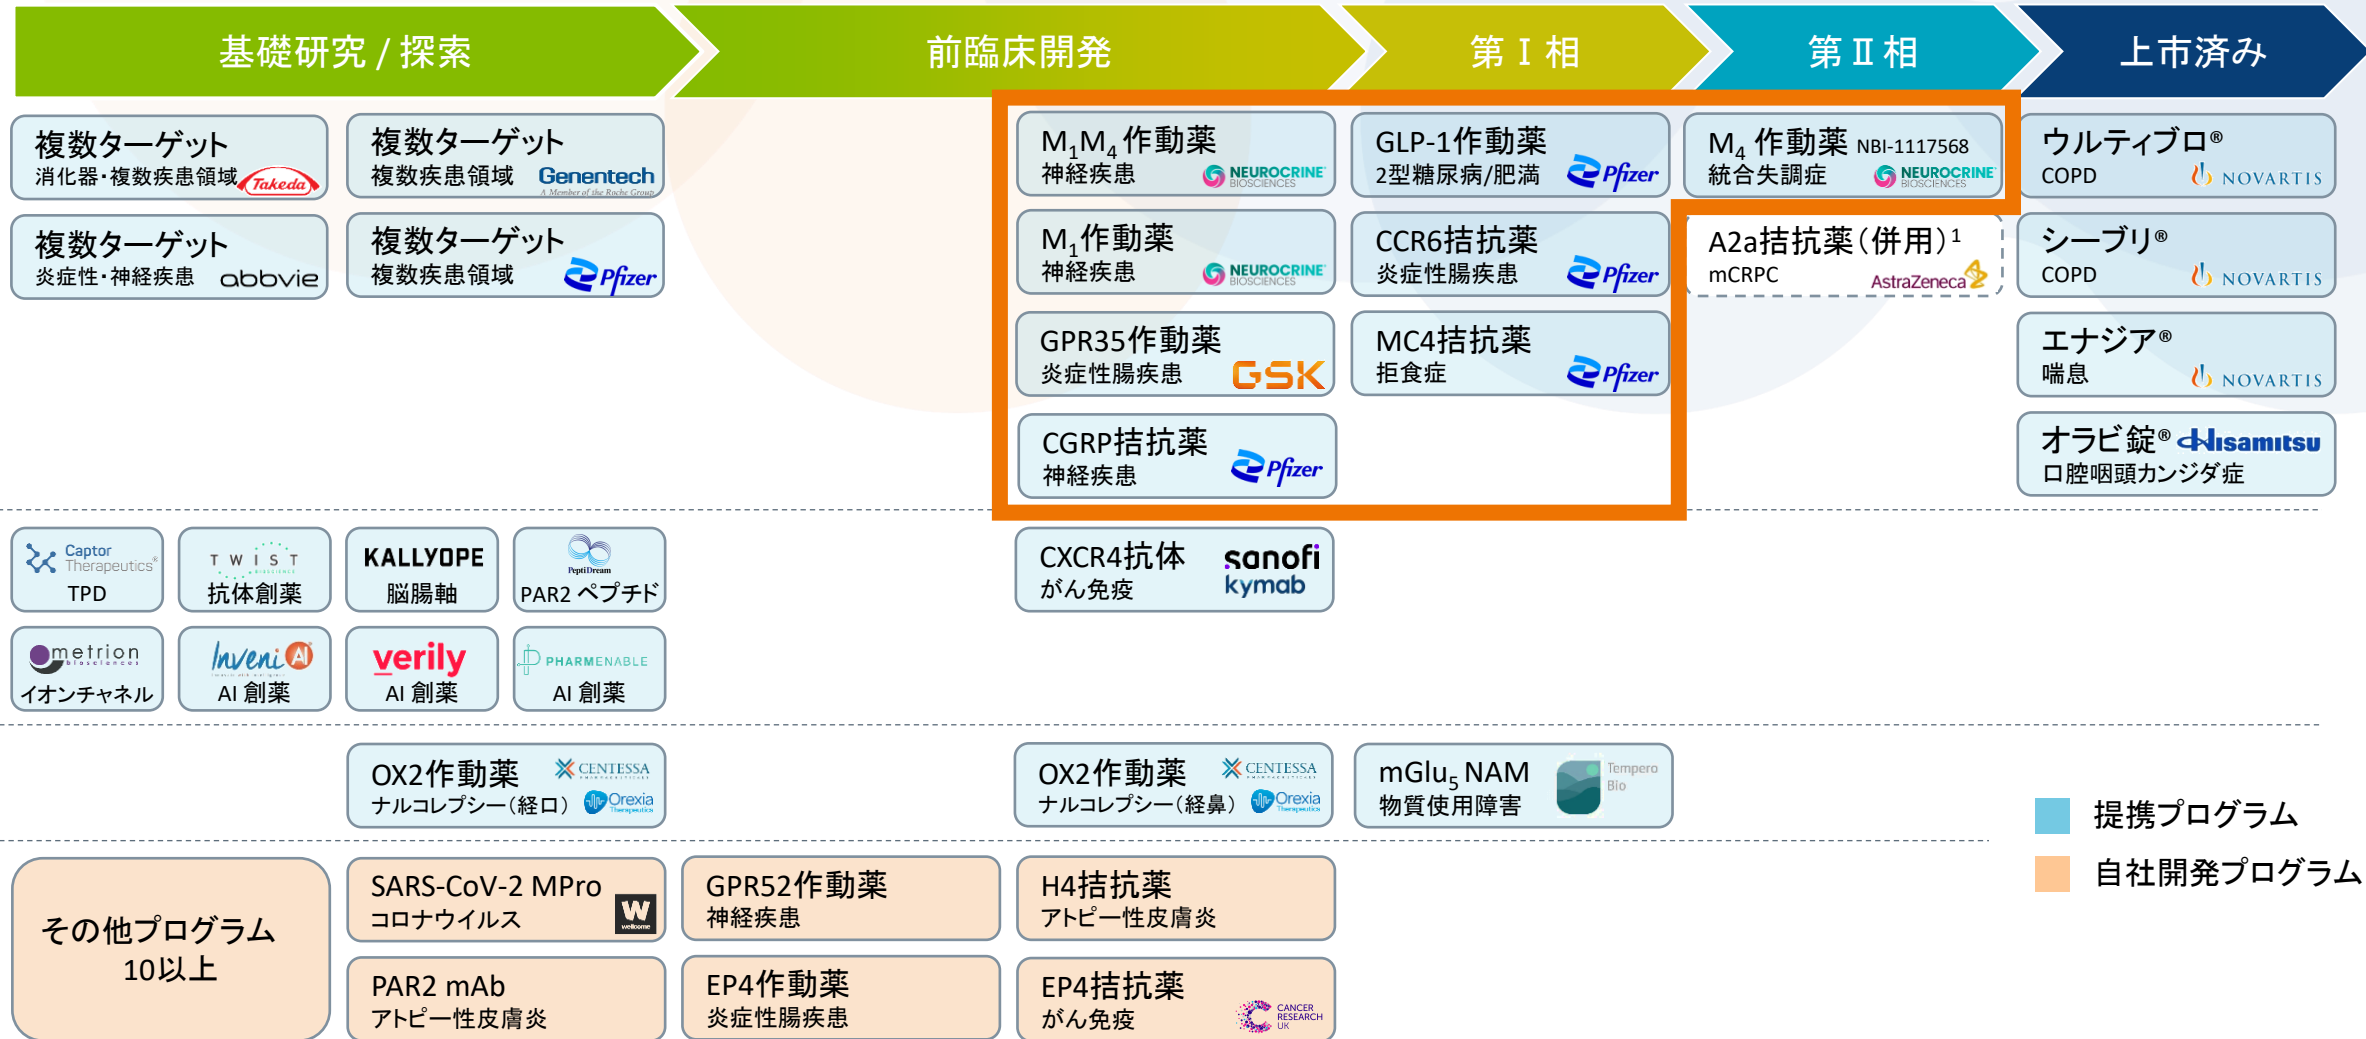 基礎研究 / 探索
前臨床開発
第 I 相
第 II 相
上市済み
複数ターゲット
消化器・複数疾患領域
Takeda
複数ターゲット
複数疾患領域
Genentech
A Member of the Roche Group
M1M4 作動薬
神経疾患
NEUROCRINE
BIOSCIENCES
GLP-1作動薬
2型糖尿病/肥満
Pfizer
M4 作動薬 NBI-1117568
統合失調症
NEUROCRINE
BIOSCIENCES
ウルティブロ®
COPD
NOVARTIS
複数ターゲット
炎症性・神経疾患
abbvie
複数ターゲット
複数疾患領域
Pfizer
M1作動薬
神経疾患
NEUROCRINE
BIOSCIENCES
CCR6拮抗薬
炎症性腸疾患
Pfizer
A2a拮抗薬（併用）1
mCRPC
AstraZeneca
シーブリ®
COPD
NOVARTIS
GPR35作動薬
炎症性腸疾患
GSK
MC4拮抗薬
拒食症
Pfizer
エナジア®
喘息
NOVARTIS
CGRP拮抗薬
神経疾患
Pfizer
オラビ錠®
Hisamitsu
口腔咽頭カンジダ症
Captor
Therapeutics®
TPD
TWIST
BIOSCIENCE
抗体創薬
KALLYOPE
脳腸軸
PeptiDream
PAR2 ペプチド
CXCR4抗体
がん免疫
sanofi
kymab
metrion
biosciences
イオンチャネル
InveniAI
AI 創薬
verily
AI 創薬
PHARMENABLE
AI 創薬
OX2作動薬
ナルコレプシー（経口）
CENTESSA
PHARMACEUTICALS
Orexia
Therapeutics
OX2作動薬
ナルコレプシー（経鼻）
CENTESSA
PHARMACEUTICALS
Orexia
Therapeutics
mGlu5 NAM
物質使用障害
Tempero
Bio
提携プログラム
自社開発プログラム
その他プログラム
10以上
SARS-CoV-2 MPro
コロナウイルス
W
wellcome
GPR52作動薬
神経疾患
H4拮抗薬
アトピー性皮膚炎
PAR2 mAb
アトピー性皮膚炎
EP4作動薬
炎症性腸疾患
EP4拮抗薬
がん免疫
CANCER
RESEARCH
UK